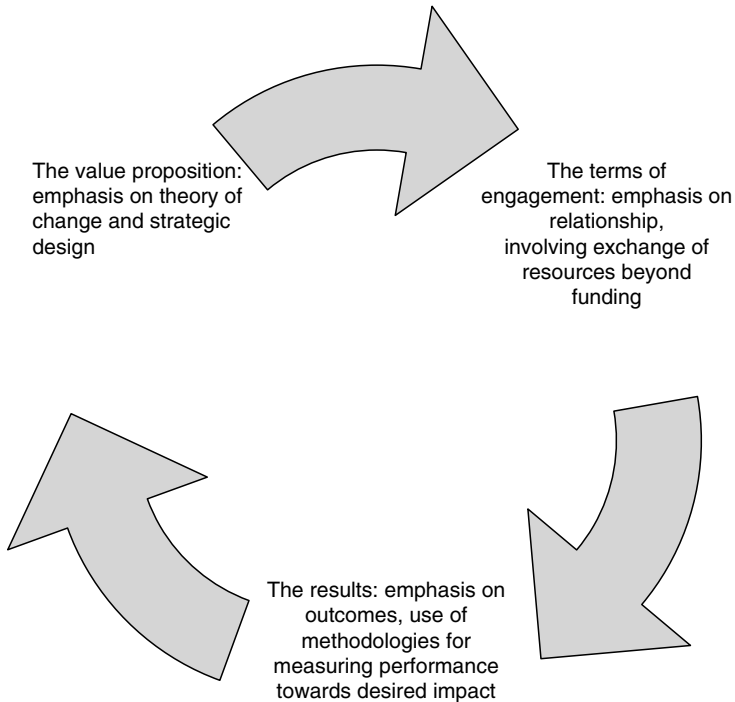 The value proposition:
emphasis on theory of
change and strategic
design
The terms of
engagement: emphasis on
relationship,
involving exchange of
resources beyond
funding
The results: emphasis on
outcomes, use of
methodologies for
measuring performance
towards desired impact